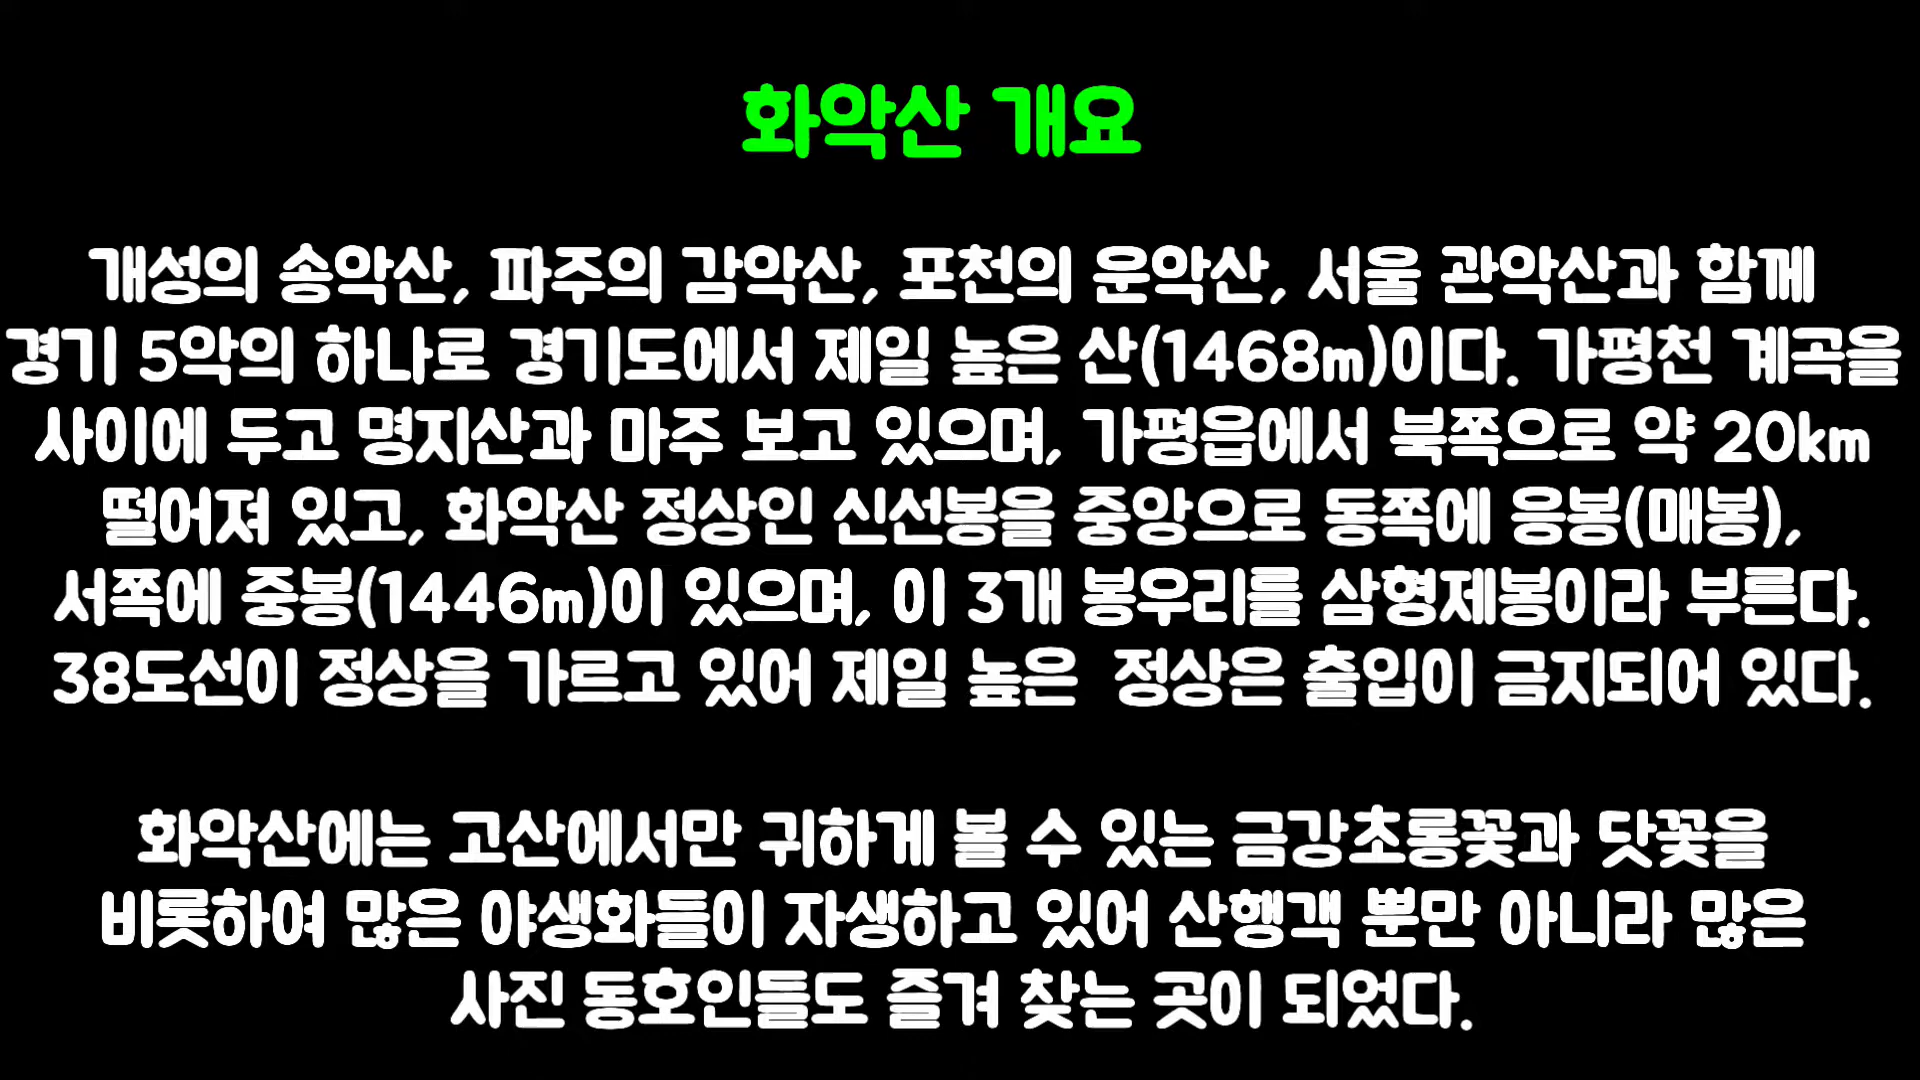 화악산 개요
개성의 송악산, 파주의 감악산, 포천의 운악산, 서울 관악산과 함께
경기 5악의 하나로 경기도에서 제일 높은 산(1468m)이다. 가평천 계곡을
사이에 두고 명지산과 마주 보고 있으며, 가평읍에서 북쪽으로 약 20km
떨어져 있고, 화악산 정상인 신선봉을 중앙으로 동쪽에 응봉(매봉),
서쪽에 중봉(1446m)이 있으며, 이 3개 봉우리를 삼형제봉이라 부른다.
38도선이 정상을 가르고 있어 제일 높은 정상은 출입이 금지되어 있다.
화악산에는 고산에서만 귀하게 볼 수 있는 금강초롱꽃과 닷꽃을
비롯하여 많은 야생화들이 자생하고 있어 산행객 뿐만 아니라 많은
사진 동호인들도 즐겨 찾는 곳이 되었다.